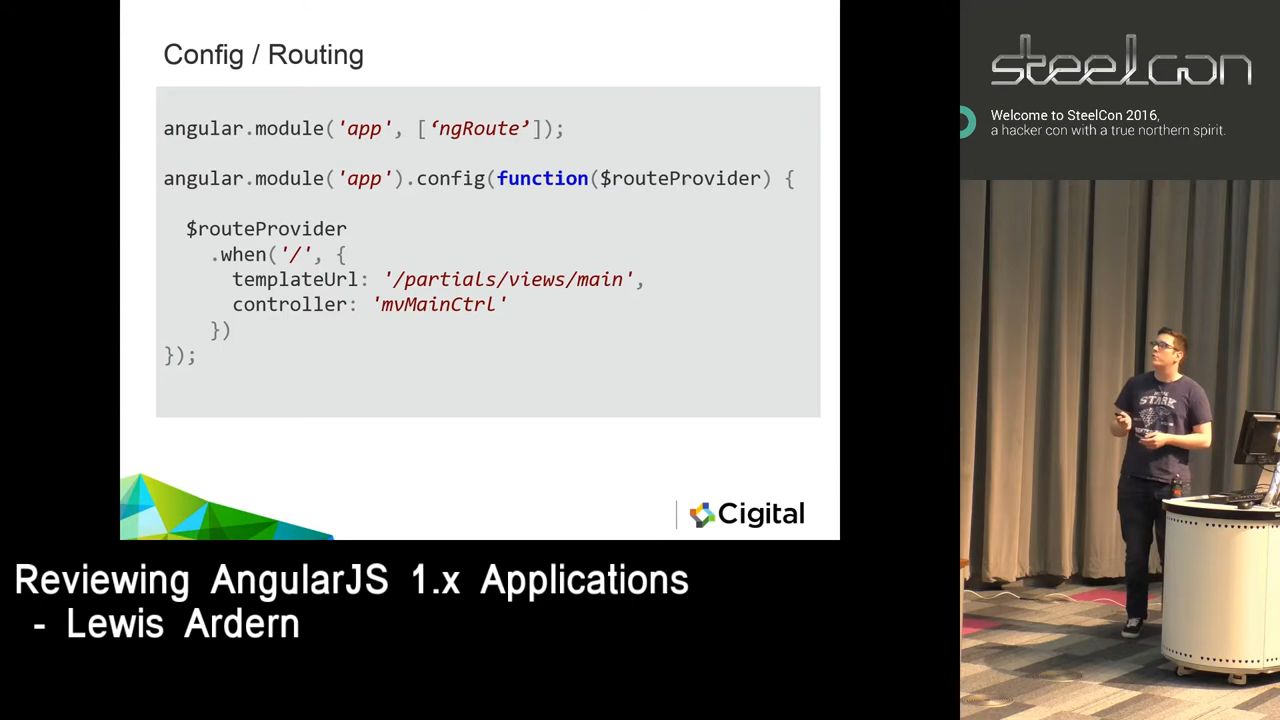 Config / Routing
angular.module('app', [‘ngRoute’]);
angular.module('app').config(function($routeProvider) {
$routeProvider
.when('/', {
templateUrl: '/partials/views/main',
controller: 'mvMainCtrl'
})
});
Cigital
steelcon
Welcome to SteelCon 2016,
a hacker con with a true northern spirit.
STARK
Reviewing AngularJS 1.x Applications
- Lewis Ardern